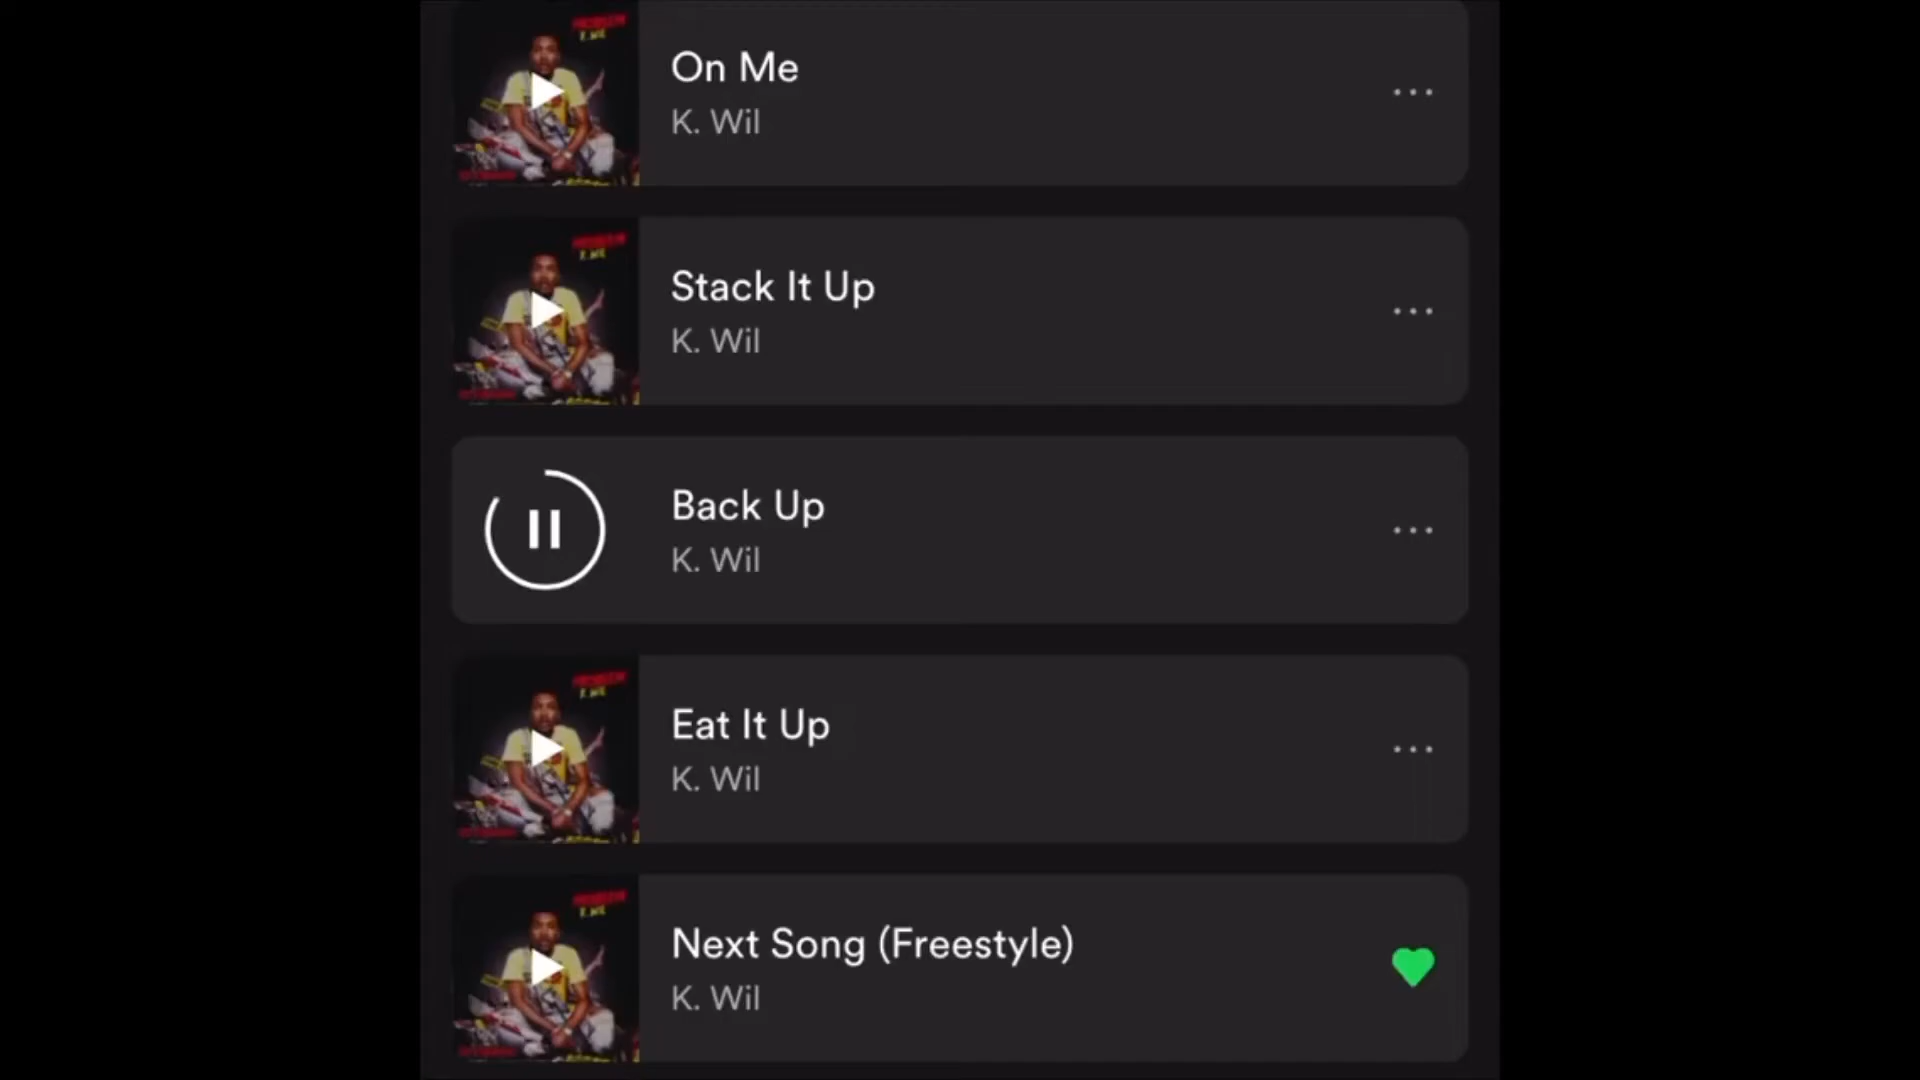 On Me
K. Wil
Stack It Up
K. Wil
Back Up
K. Wil
Eat It Up
K. Wil
Next Song (Freestyle)
K. Wil